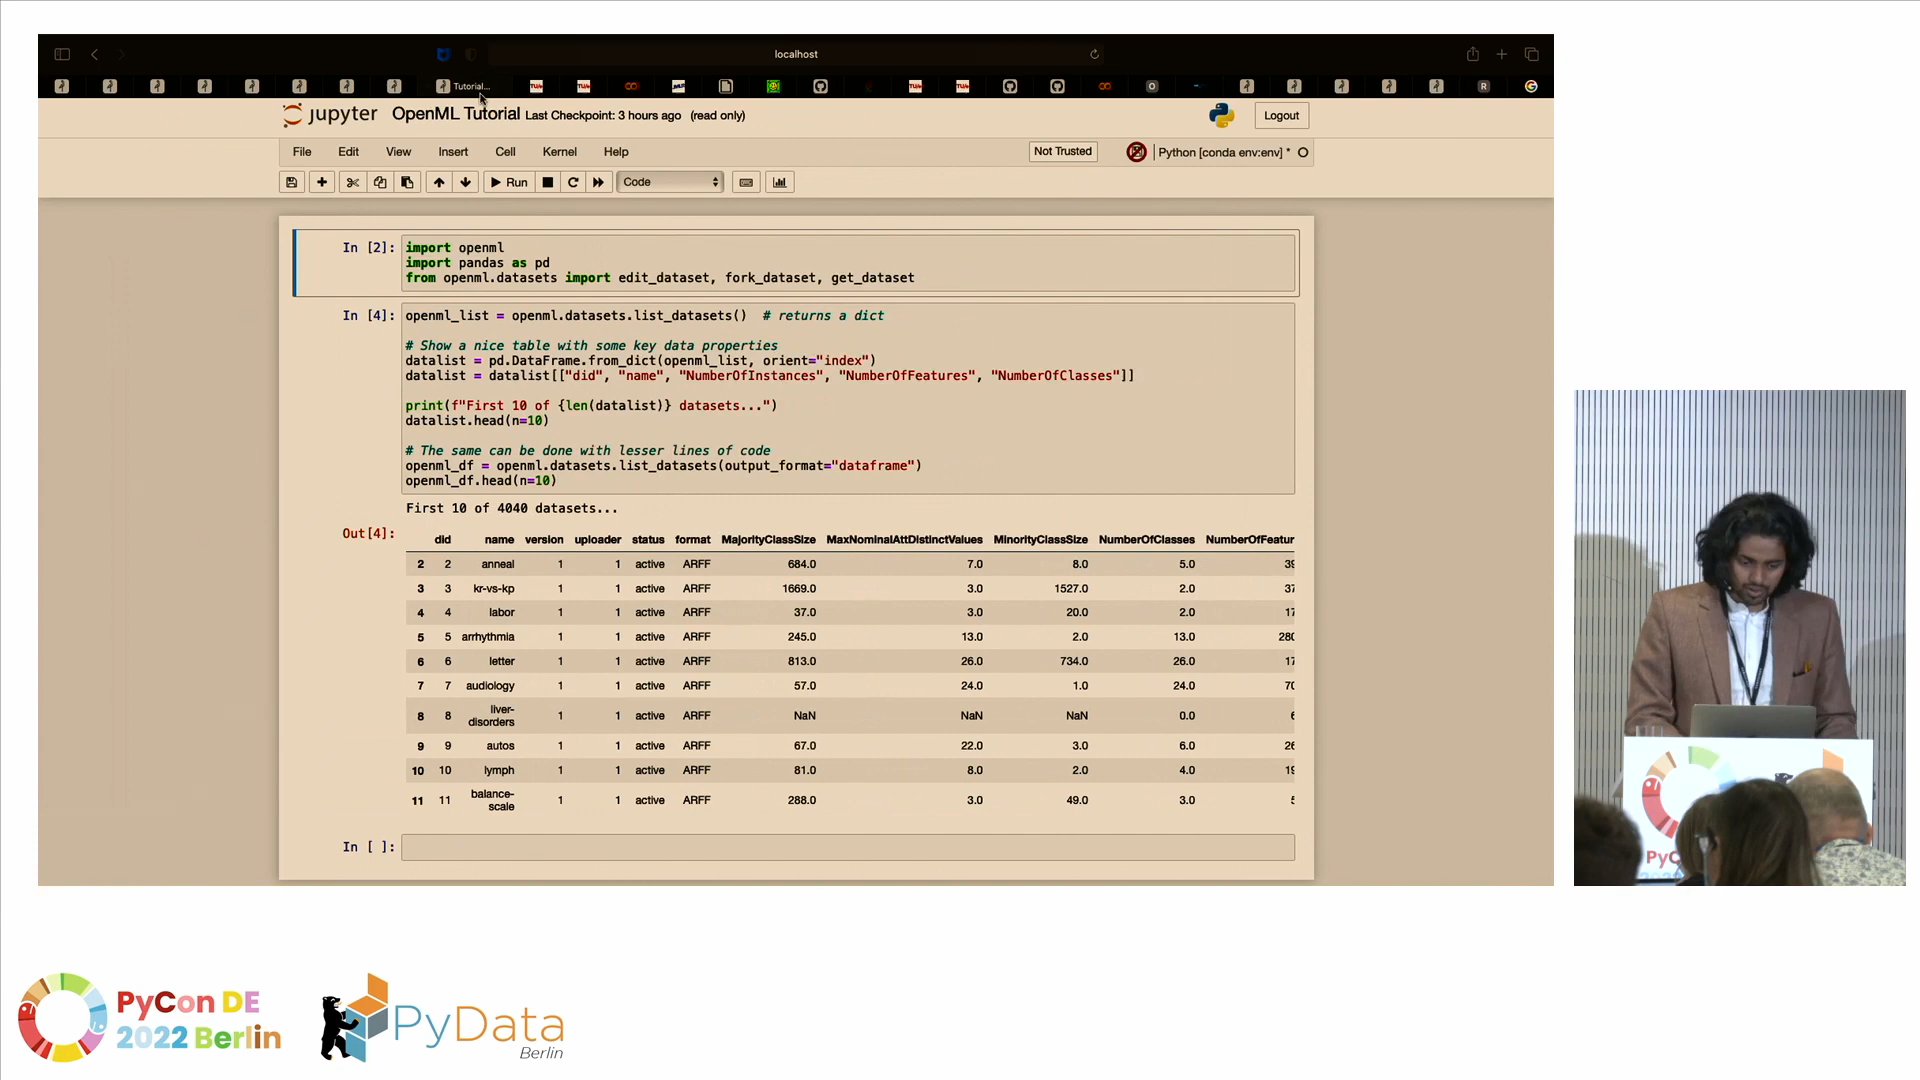 localhost
Tutorial...
jupyter OpenML Tutorial Last Checkpoint: 3 hours ago (read only)
Logout
File Edit View Insert Cell Kernel Help
Not Trusted
Python [conda env:env] *
Run
Code
In [2]:
import openml
import pandas as pd
from openml.datasets import edit_dataset, fork_dataset, get_dataset
In [4]:
openml_list = openml.datasets.list_datasets()  # returns a dict
# Show a nice table with some key data properties
datalist = pd.DataFrame.from_dict(openml_list, orient="index")
datalist = datalist[["did", "name", "NumberOfInstances", "NumberOfFeatures", "NumberOfClasses"]]
print(f"First 10 of {len(datalist)} datasets...")
datalist.head(n=10)
# The same can be done with lesser lines of code
openml_df = openml.datasets.list_datasets(output_format="dataframe")
openml_df.head(n=10)
First 10 of 4040 datasets...
Out[4]:
did name version uploader status format MajorityClassSize MaxNominalAttDistinctValues MinorityClassSize NumberOfClasses NumberOfFeatur
2 2 anneal 1 1 active ARFF 684.0 7.0 8.0 5.0 39
3 3 kr-vs-kp 1 1 active ARFF 1669.0 3.0 1527.0 2.0 37
4 4 labor 1 1 active ARFF 37.0 3.0 20.0 2.0 17
5 5 arrhythmia 1 1 active ARFF 245.0 13.0 2.0 13.0 280
6 6 letter 1 1 active ARFF 813.0 26.0 734.0 26.0 17
7 7 audiology 1 1 active ARFF 57.0 24.0 1.0 24.0 70
8 8 liver-disorders 1 1 active ARFF NaN NaN NaN 0.0 6
9 9 autos 1 1 active ARFF 67.0 22.0 3.0 6.0 26
10 10 lymph 1 1 active ARFF 81.0 8.0 2.0 4.0 19
11 11 balance-scale 1 1 active ARFF 288.0 3.0 49.0 3.0 5
In [ ]:
PyC
PyCon DE
2022 Berlin
PyData
Berlin